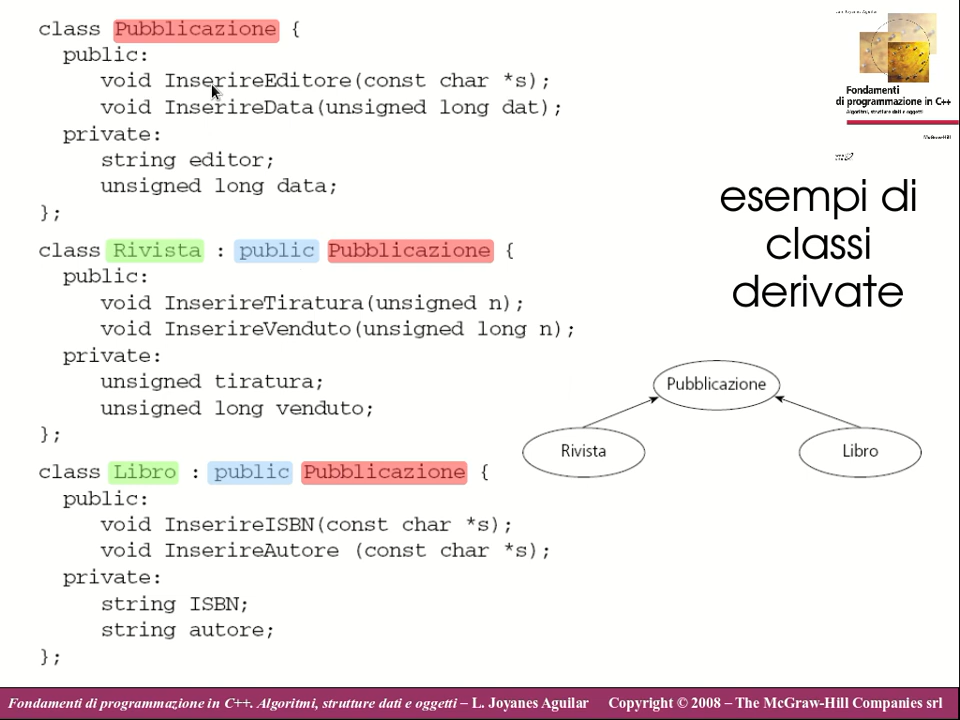 class Pubblicazione {
public:
void InserireEditore(const char *s);
void InserireData(unsigned long dat);
private:
string editor;
unsigned long data;
};
class Rivista : public Pubblicazione {
public:
void InserireTiratura(unsigned n);
void InserireVenduto(unsigned long n);
private:
unsigned tiratura;
unsigned long venduto;
};
class Libro : public Pubblicazione {
public:
void InserireISBN(const char *s);
void InserireAutore (const char *s);
private:
string ISBN;
string autore;
};
Joyanes Aguilar
Fondamenti
di programmazione in C++
Algoritmi, strutture dati e oggetti
McGraw-Hill
esempi di
classi
derivate
Pubblicazione
Rivista
Libro
Fondamenti di programmazione in C++. Algoritmi, strutture dati e oggetti – L. Joyanes Aguilar Copyright © 2008 – The McGraw-Hill Companies srl